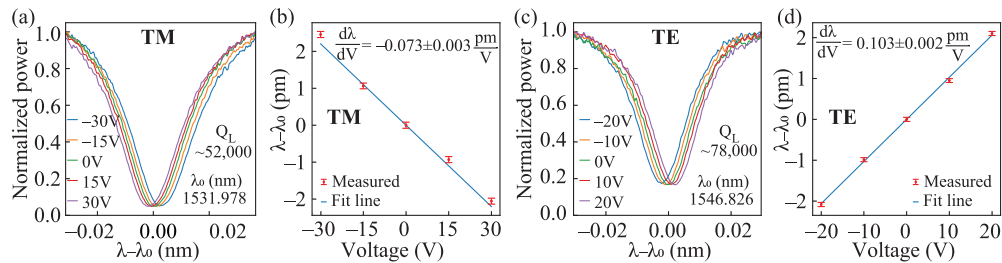 (a)
TM
Normalized power
1.0
0.8
0.6
0.4
0.2
0.0
−30V
−15V
0V
15V
30V
Q_L
~52,000
λ₀ (nm)
1531.978
−0.02
0.00
0.02
λ−λ₀ (nm)
(b)
dλ/dV = −0.073±0.003 pm/V
TM
λ−λ₀ (pm)
2
1
0
−1
−2
Measured
Fit line
−30
−15
0
15
30
Voltage (V)
(c)
TE
Normalized power
1.0
0.8
0.6
0.4
0.2
0.0
−20V
−10V
0V
10V
20V
Q_L
~78,000
λ₀ (nm)
1546.826
−0.02
0.00
0.02
λ−λ₀ (nm)
(d)
dλ/dV = 0.103±0.002 pm/V
TE
λ−λ₀ (pm)
2
1
0
−1
−2
Measured
Fit line
−20
−10
0
10
20
Voltage (V)